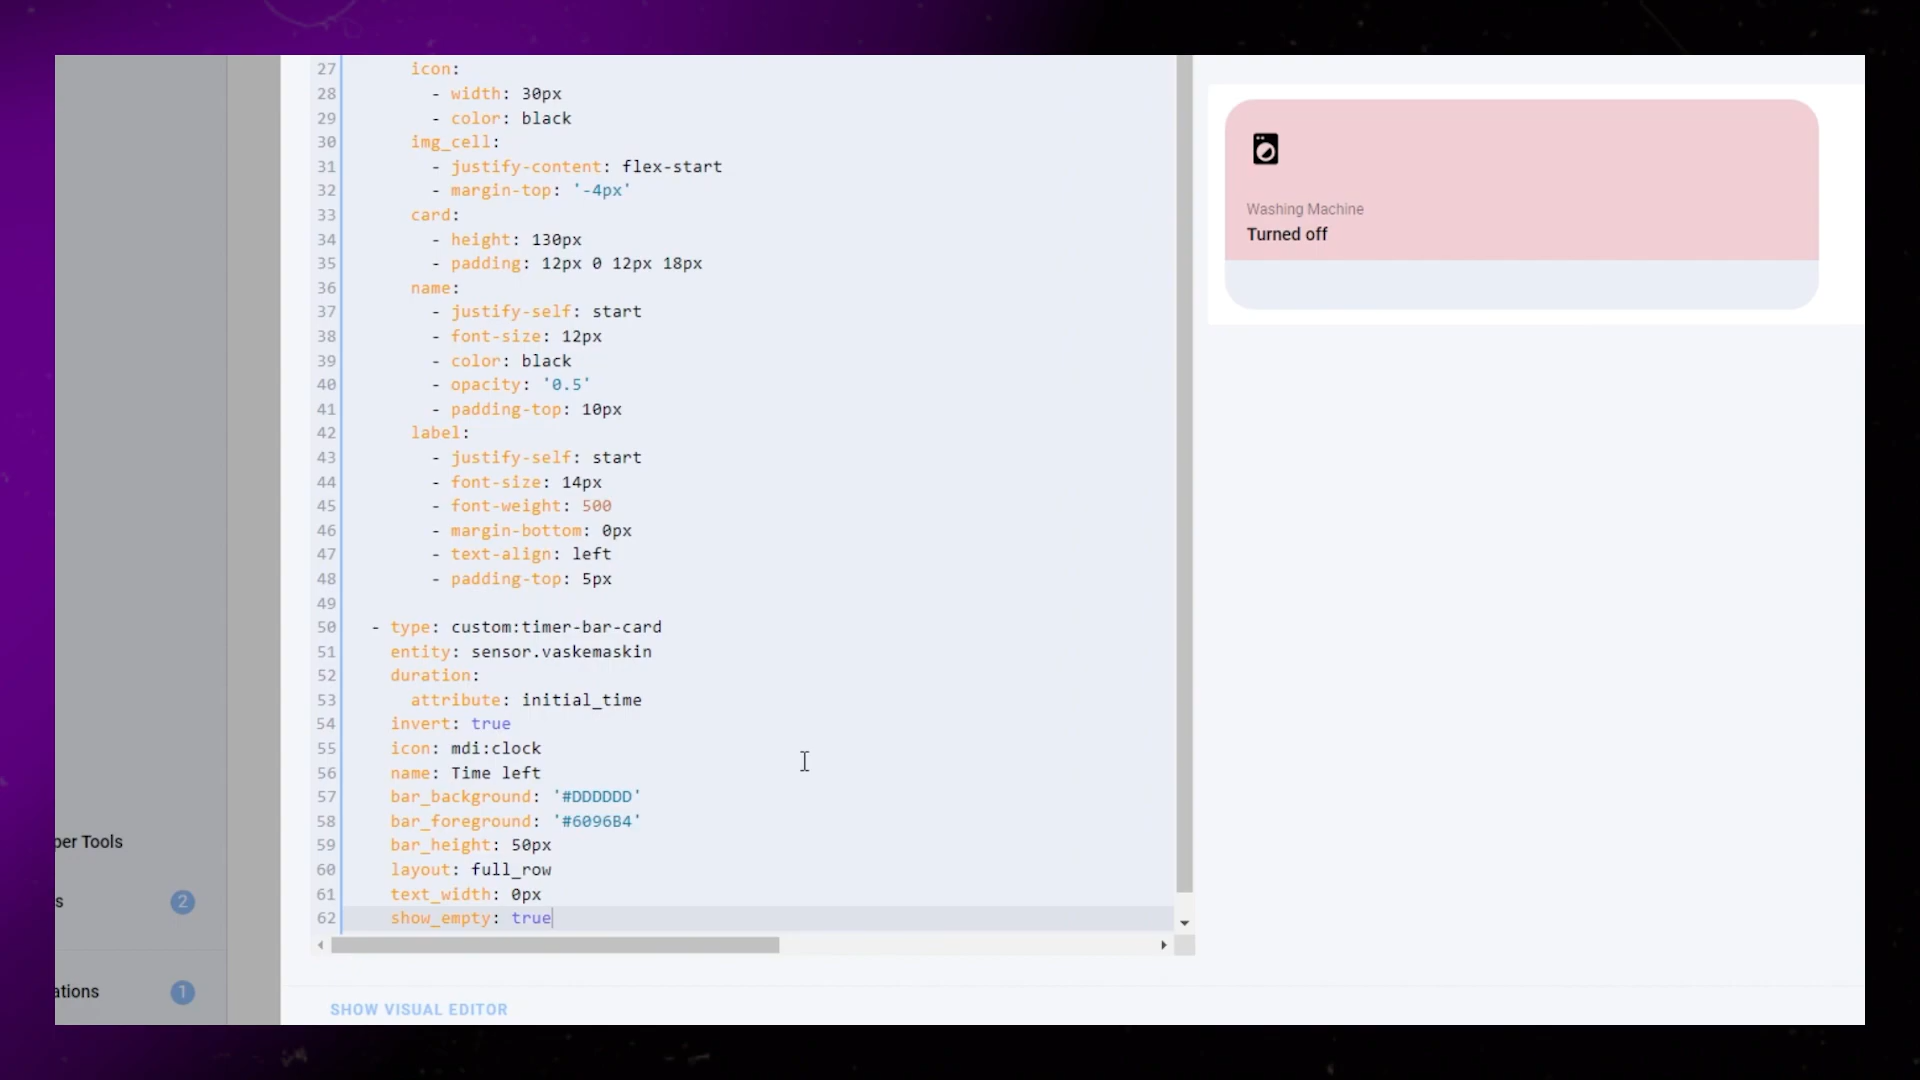 27 icon:
28 - width: 30px
29 - color: black
30 img_cell:
31 - justify-content: flex-start
32 - margin-top: '-4px'
33 card:
34 - height: 130px
35 - padding: 12px 0 12px 18px
36 name:
37 - justify-self: start
38 - font-size: 12px
39 - color: black
40 - opacity: '0.5'
41 - padding-top: 10px
42 label:
43 - justify-self: start
44 - font-size: 14px
45 - font-weight: 500
46 - margin-bottom: 0px
47 - text-align: left
48 - padding-top: 5px
49
50 - type: custom:timer-bar-card
51 entity: sensor.vaskemaskin
52 duration:
53 attribute: initial_time
54 invert: true
55 icon: mdi:clock
56 name: Time left
57 bar_background: '#DDDDDD'
58 bar_foreground: '#6096B4'
59 bar_height: 50px
60 layout: full_row
61 text_width: 0px
62 show_empty: true
SHOW VISUAL EDITOR
Washing Machine
Turned off
per Tools
s 2
ations 1